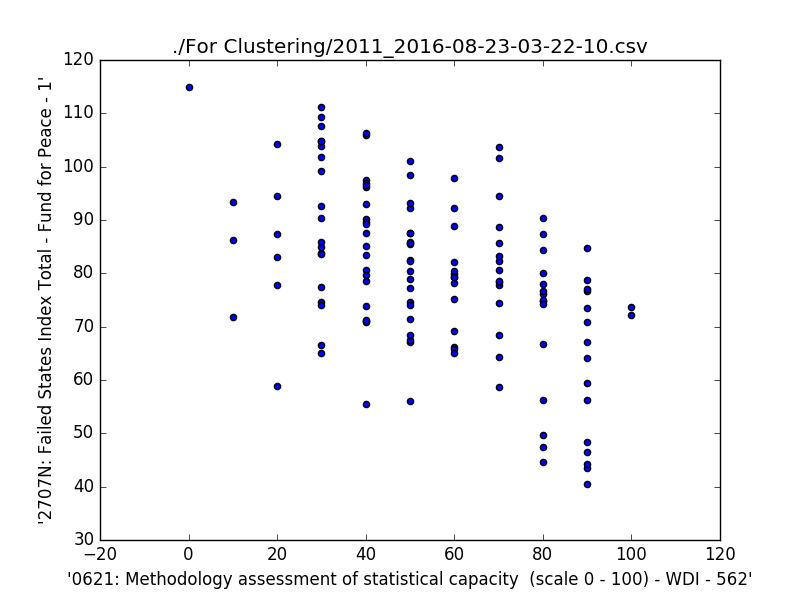 ./For Clustering/2011_2016-08-23-03-22-10.csv
'2707N: Failed States Index Total - Fund for Peace - 1'
120
110
100
90
80
70
60
50
40
30
−20 0 20 40 60 80 100 120
'0621: Methodology assessment of statistical capacity  (scale 0 - 100) - WDI - 562'